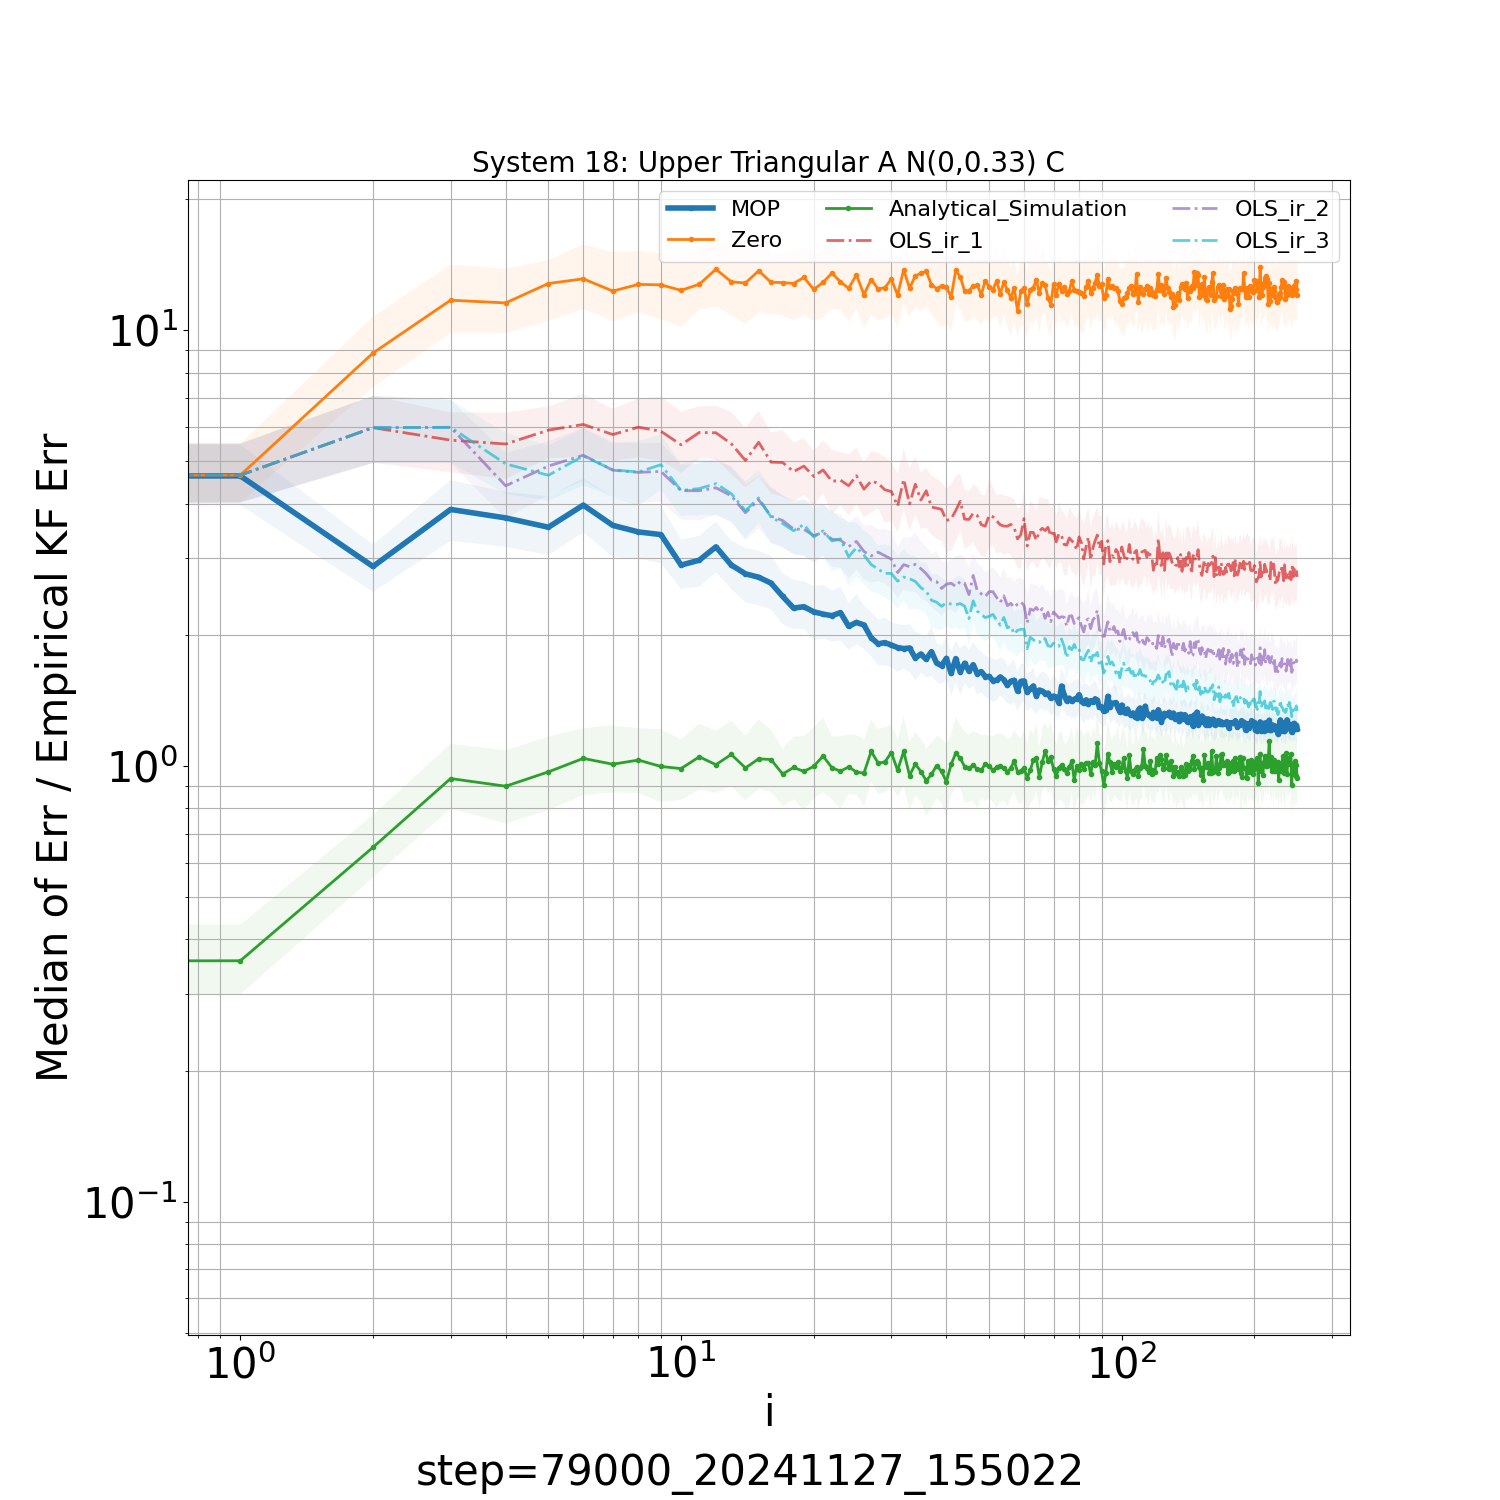 System 18: Upper Triangular A N(0,0.33) C
MOP
Zero
Analytical_Simulation
OLS_ir_1
OLS_ir_2
OLS_ir_3
Median of Err / Empirical KF Err
10¹
10⁰
10⁻¹
10⁰ 10¹ 10²
i
step=79000_20241127_155022